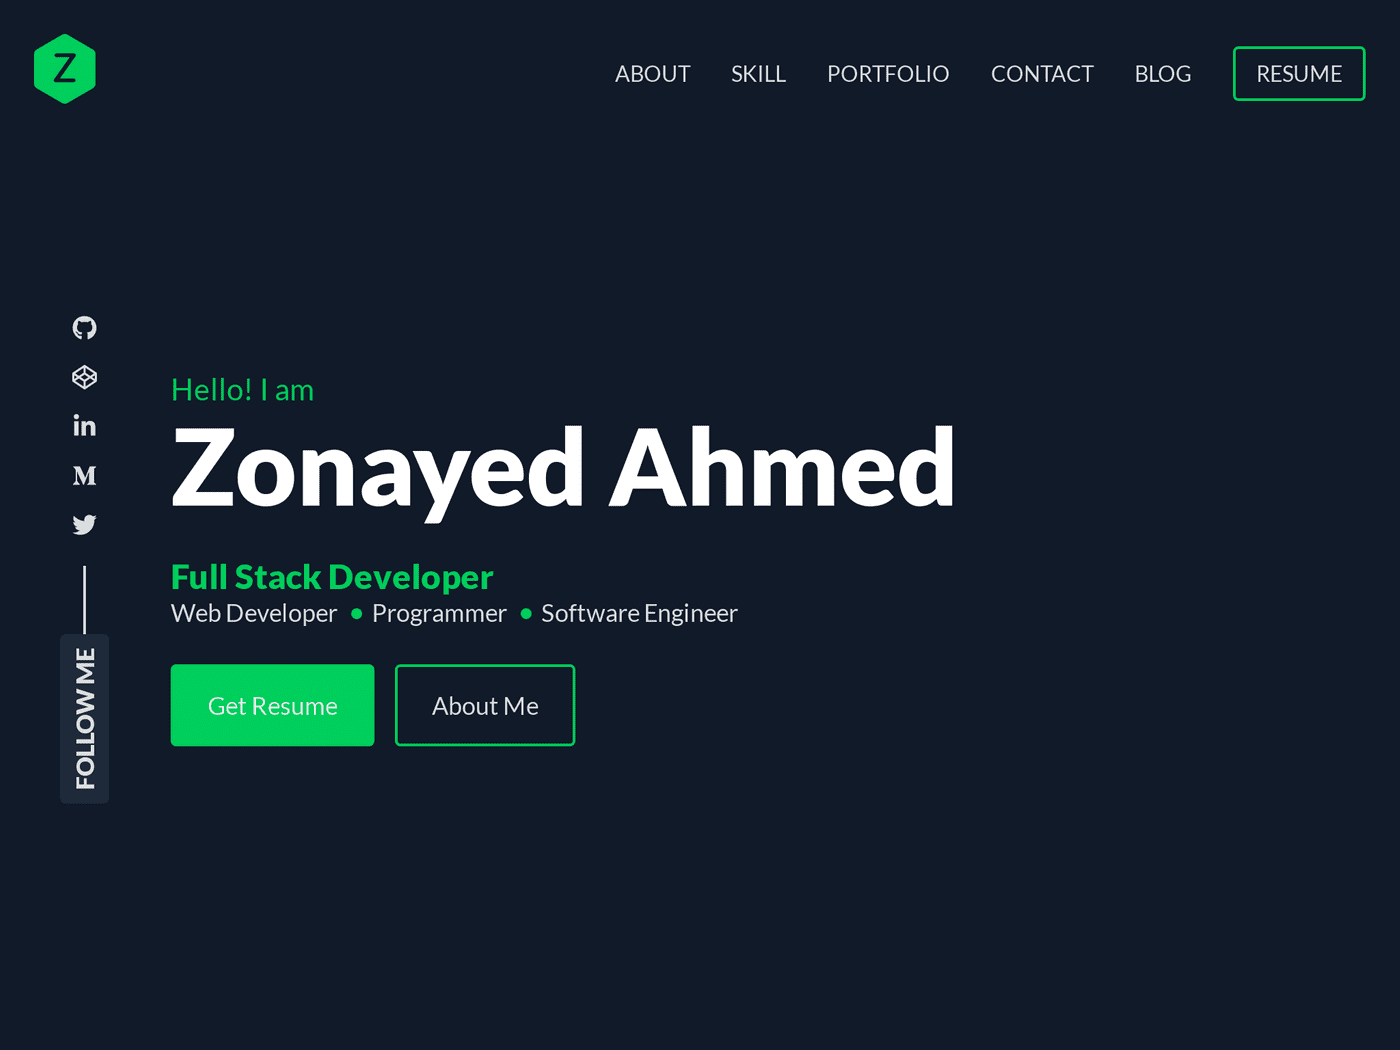 Z
ABOUT SKILL PORTFOLIO CONTACT BLOG RESUME
Hello! I am
Zonayed Ahmed
Full Stack Developer
Web Developer ● Programmer ● Software Engineer
Get Resume About Me
in
M
FOLLOW ME